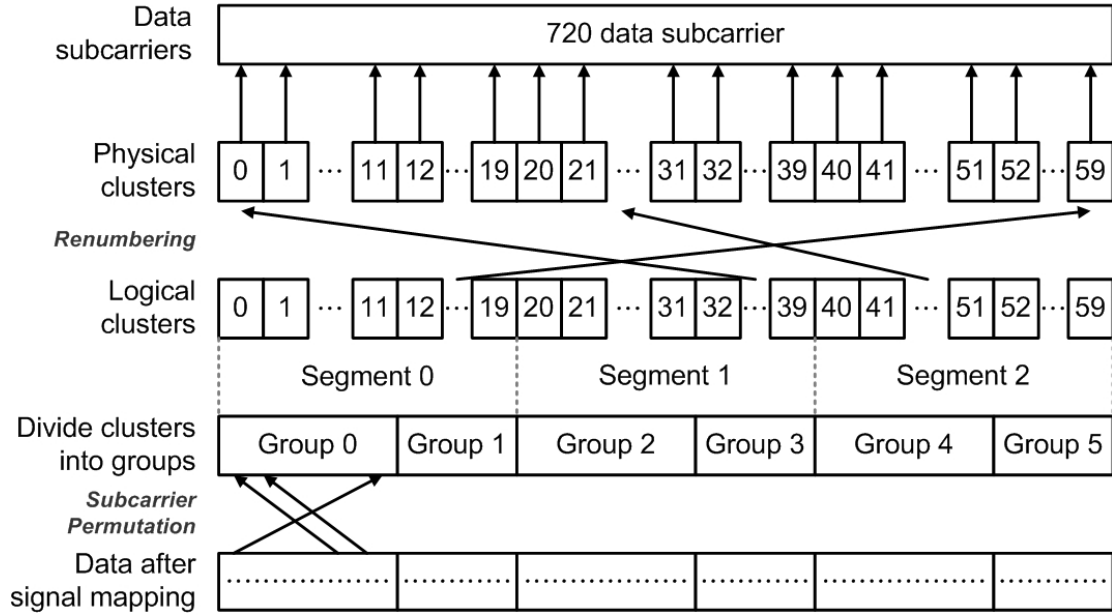 Data
subcarriers
720 data subcarrier
Physical
clusters
0 1 ... 11 12 ... 19 20 21 ... 31 32 ... 39 40 41 ... 51 52 ... 59
Renumbering
Logical
clusters
0 1 ... 11 12 ... 19 20 21 ... 31 32 ... 39 40 41 ... 51 52 ... 59
Segment 0 Segment 1 Segment 2
Divide clusters
into groups
Group 0 Group 1 Group 2 Group 3 Group 4 Group 5
Subcarrier
Permutation
Data after
signal mapping